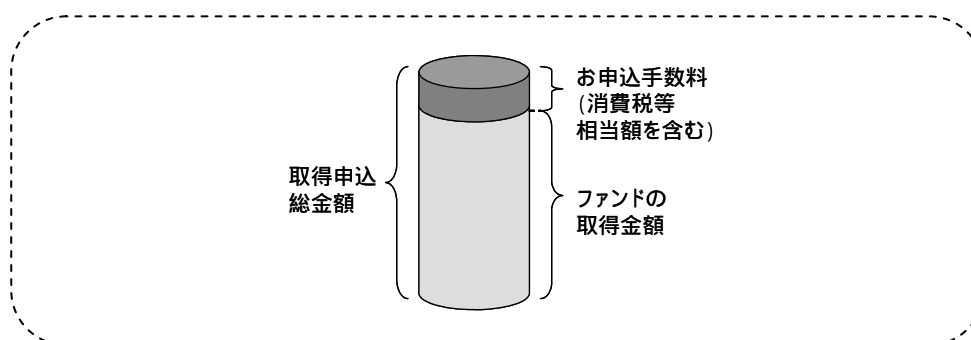 お申込手数料
(消費税等
相当額を含む)
取得申込
総金額
ファンドの
取得金額